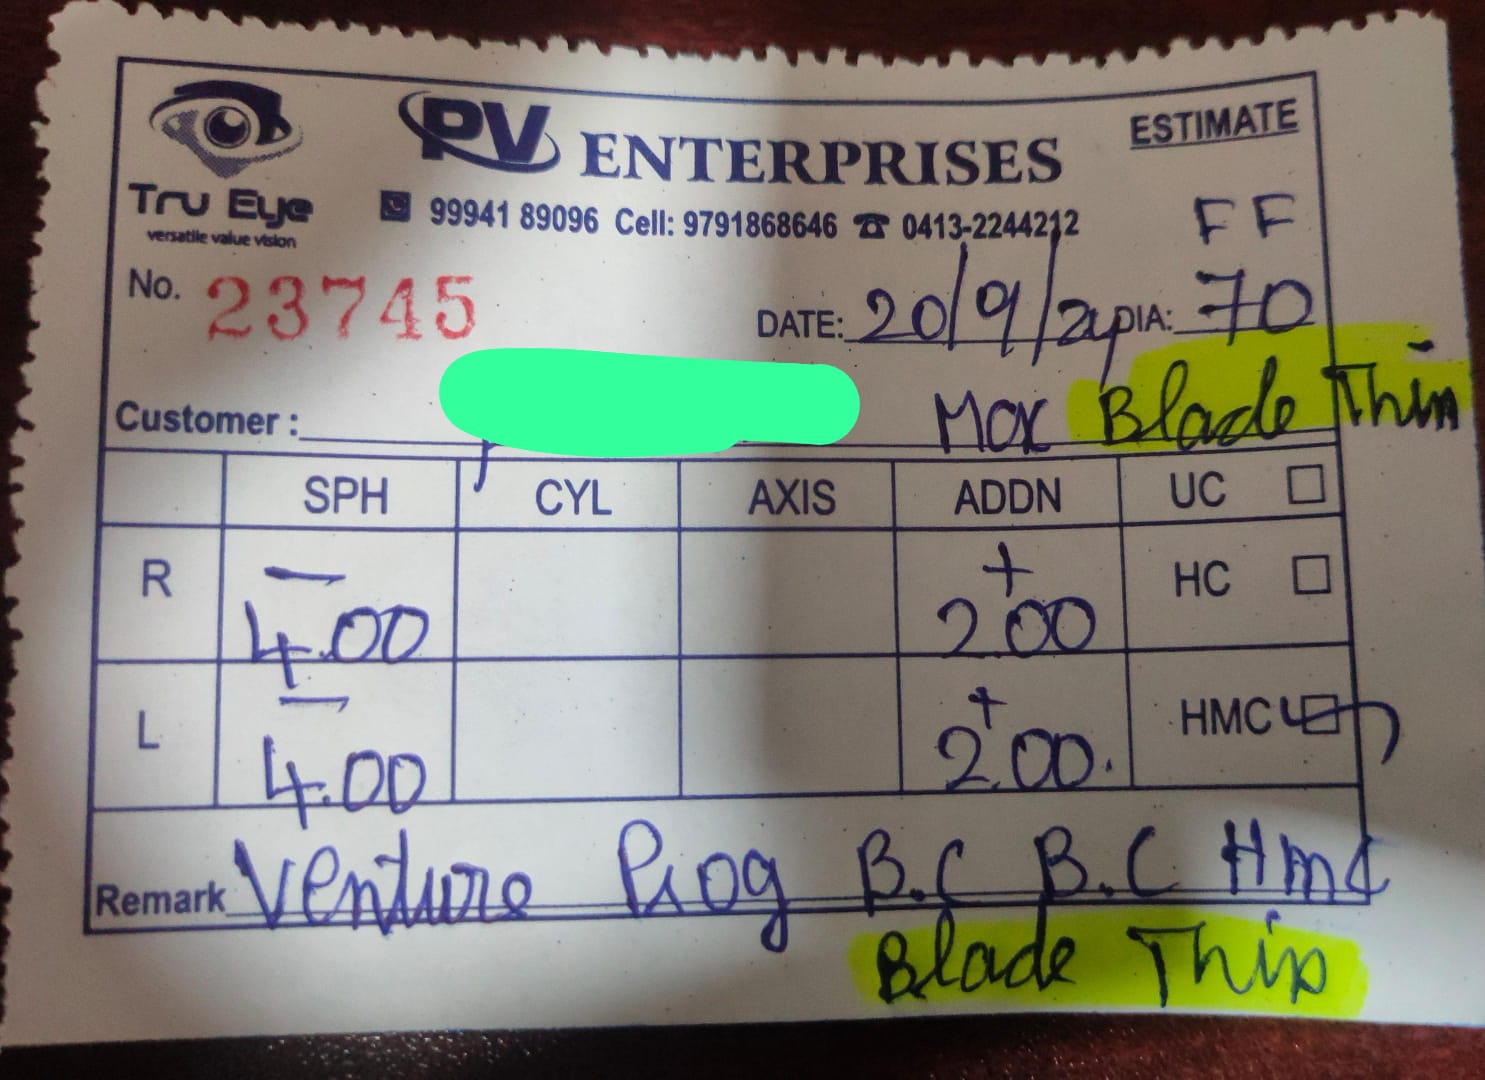 Tru Eye
versatile value vision
PV ENTERPRISES
ESTIMATE
99941 89096 Cell: 9791868646 ☎ 0413-2244212
FF
No. 23745
DATE: 20/9/24
DIA: 70
Customer :
Max Blade Thin
SPH CYL AXIS ADDN UC
R - 4.00 + 2.00 HC
L - 4.00 + 2.00. HMC
Remark Venture Prog B.C B.C Hmc
Blade Thin